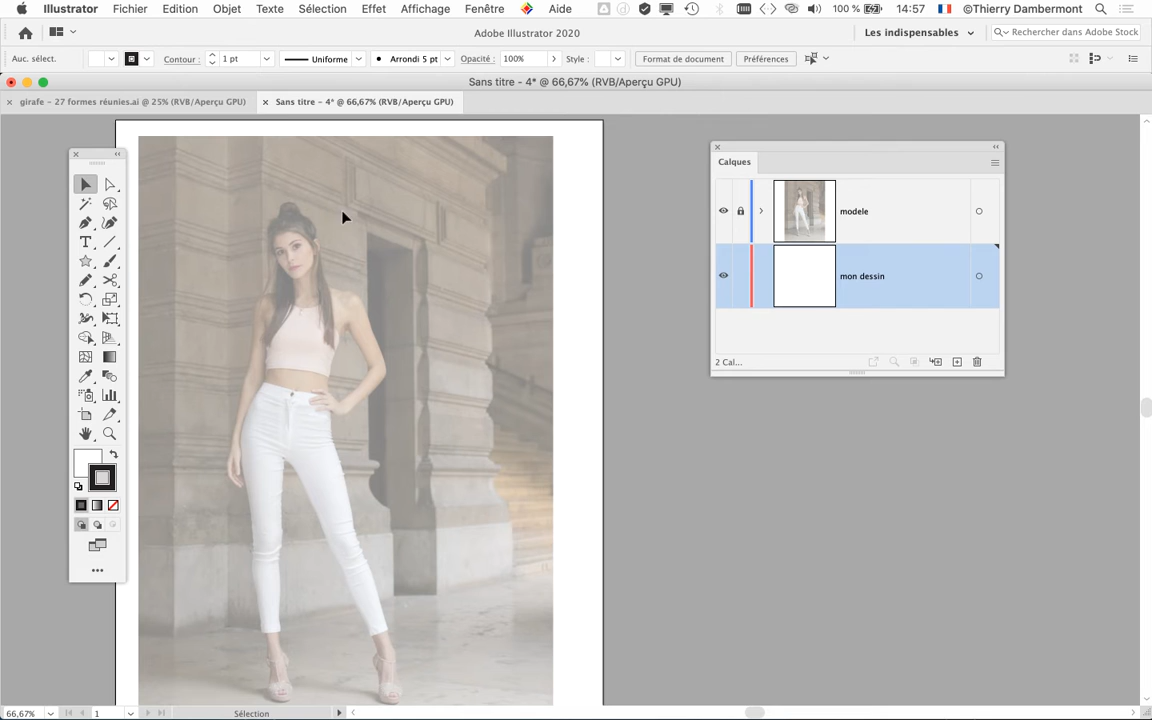 Illustrator Fichier Edition Objet Texte Sélection Effet Affichage Fenêtre Aide 100 % 14:57 ©Thierry Dambermont
Adobe Illustrator 2020 Les indispensables Rechercher dans Adobe Stock
Auc. sélect. Contour : 1 pt Uniforme Arrondi 5 pt Opacité : 100% Style : Format de document Préférences
Sans titre - 4* @ 66,67% (RVB/Aperçu GPU)
girafe - 27 formes réunies.ai @ 25% (RVB/Aperçu GPU) Sans titre - 4* @ 66,67% (RVB/Aperçu GPU)
Calques
modele
mon dessin
2 Cal...
66,67% 1 Sélection